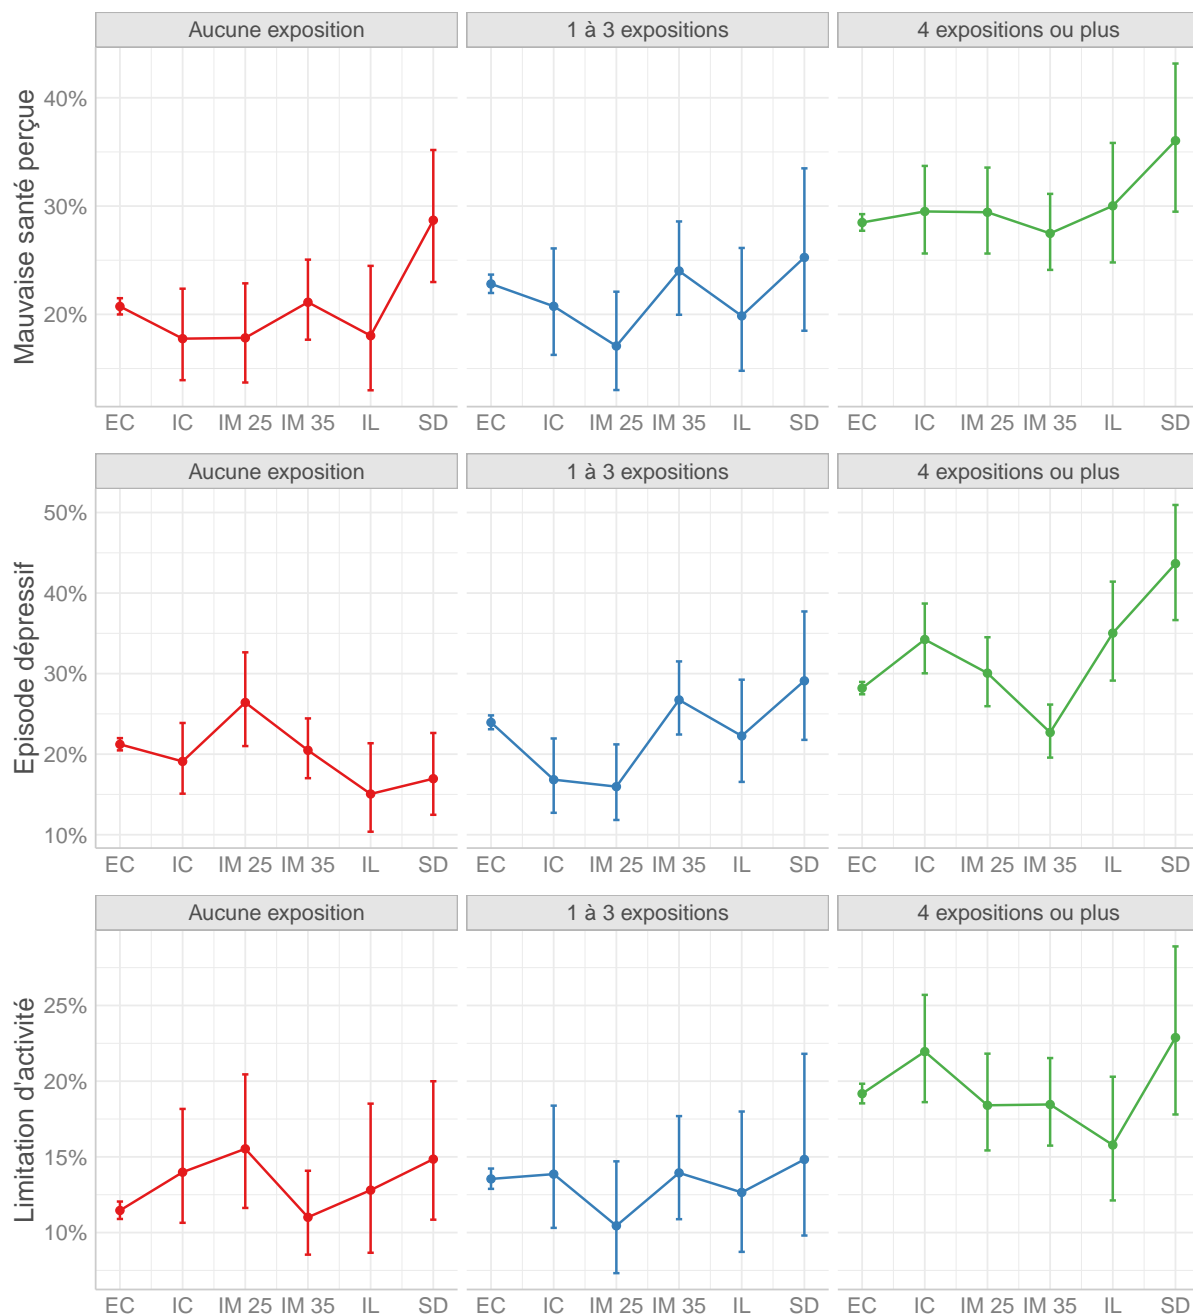 Aucune exposition 1 à 3 expositions 4 expositions ou plus
Mauvaise santé perçue
40%
30%
20%
EC IC IM 25 IM 35 IL SD EC IC IM 25 IM 35 IL SD EC IC IM 25 IM 35 IL SD
Aucune exposition 1 à 3 expositions 4 expositions ou plus
Episode dépressif
50%
40%
30%
20%
10%
EC IC IM 25 IM 35 IL SD EC IC IM 25 IM 35 IL SD EC IC IM 25 IM 35 IL SD
Aucune exposition 1 à 3 expositions 4 expositions ou plus
Limitation d'activité
25%
20%
15%
10%
EC IC IM 25 IM 35 IL SD EC IC IM 25 IM 35 IL SD EC IC IM 25 IM 35 IL SD